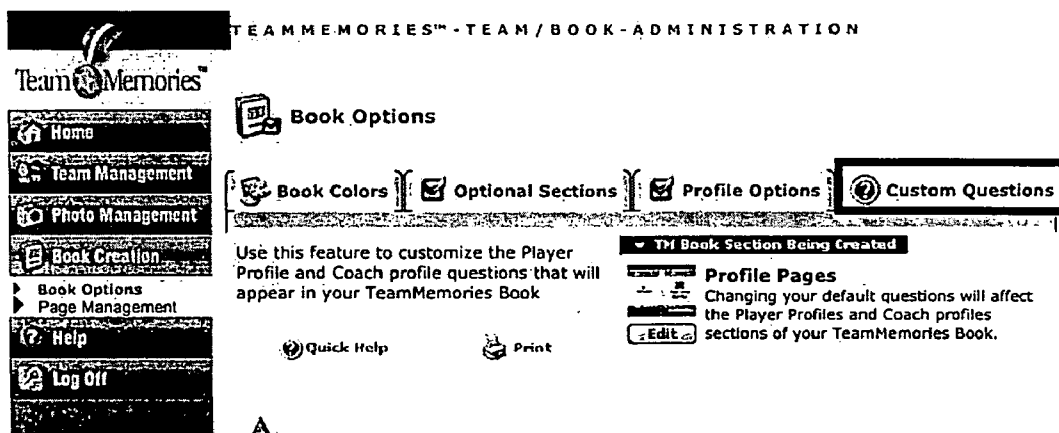 TEAMMEMORIES™-TEAM/BOOK-ADMINISTRATION
Team Memories™
Book Options
Home
Team Management
Photo Management
Book Creation
Book Options
Page Management
Help
Log Off
Book Colors
Optional Sections
Profile Options
Custom Questions
Use this feature to customize the Player
Profile and Coach profile questions that will
appear in your TeamMemories Book
Quick Help
Print
TM Book Section Being Created
Profile Pages
Changing your default questions will affect
the Player Profiles and Coach profiles
sections of your TeamMemories Book.
Edit